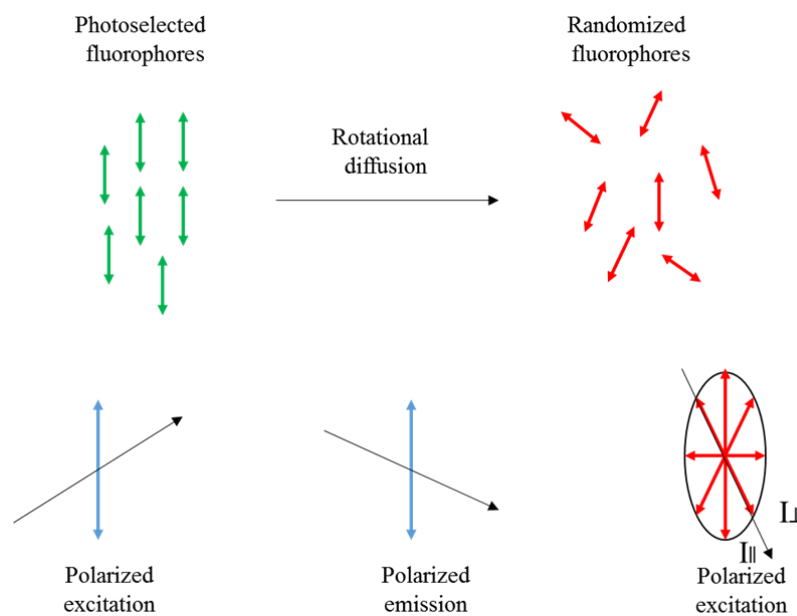 Photoselected
fluorophores
Randomized
fluorophores
Rotational
diffusion
I⊥
I||
Polarized
excitation
Polarized
emission
Polarized
excitation